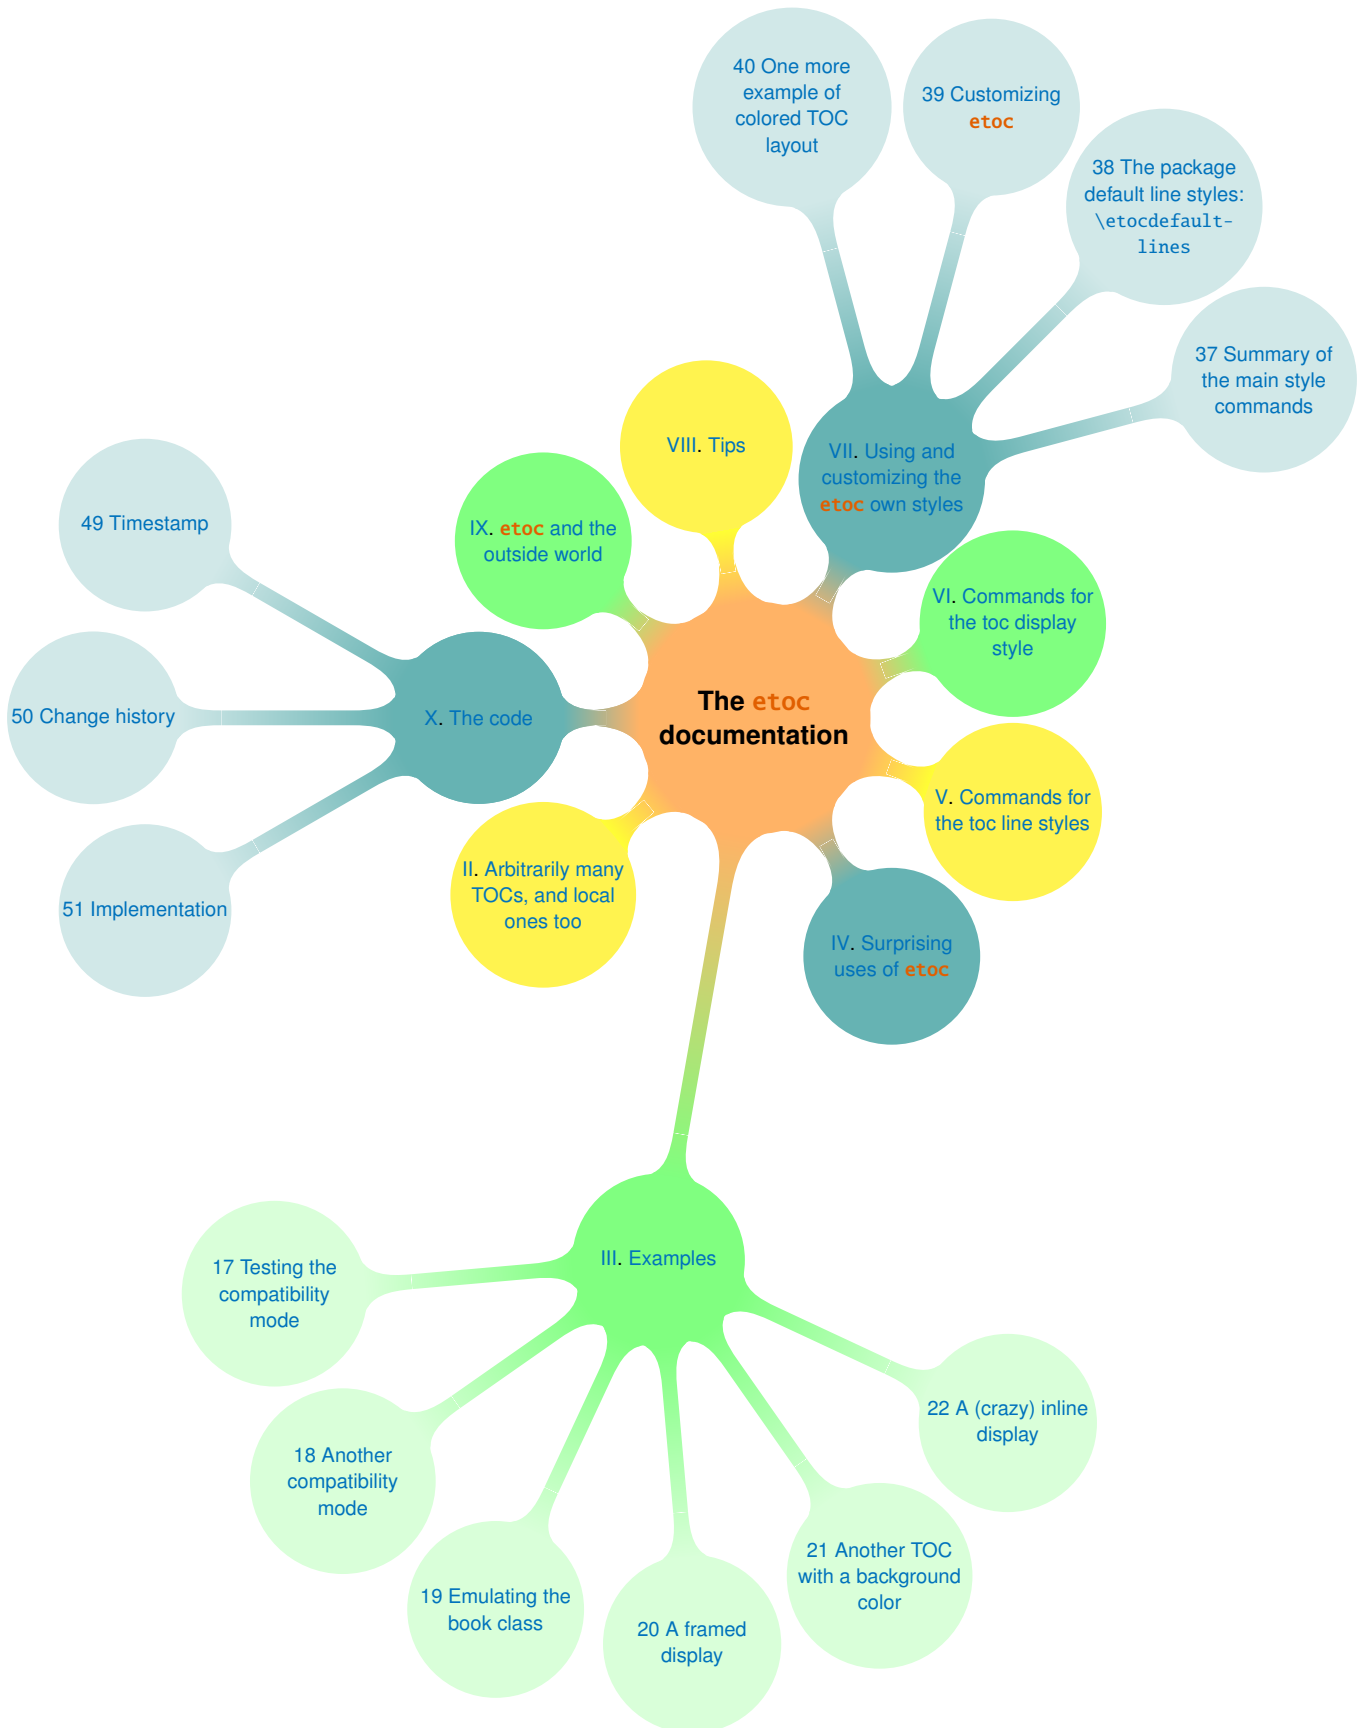 40 One more
example of
colored TOC
layout
39 Customizing
etoc
38 The package
default line styles:
\etocdefault-
lines
37 Summary of
the main style
commands
VIII. Tips
VII. Using and
customizing the
etoc own styles
49 Timestamp
IX. etoc and the
outside world
VI. Commands for
the toc display
style
50 Change history
X. The code
The etoc
documentation
V. Commands for
the toc line styles
51 Implementation
II. Arbitrarily many
TOCs, and local
ones too
IV. Surprising
uses of etoc
III. Examples
17 Testing the
compatibility
mode
18 Another
compatibility
mode
19 Emulating the
book class
20 A framed
display
21 Another TOC
with a background
color
22 A (crazy) inline
display